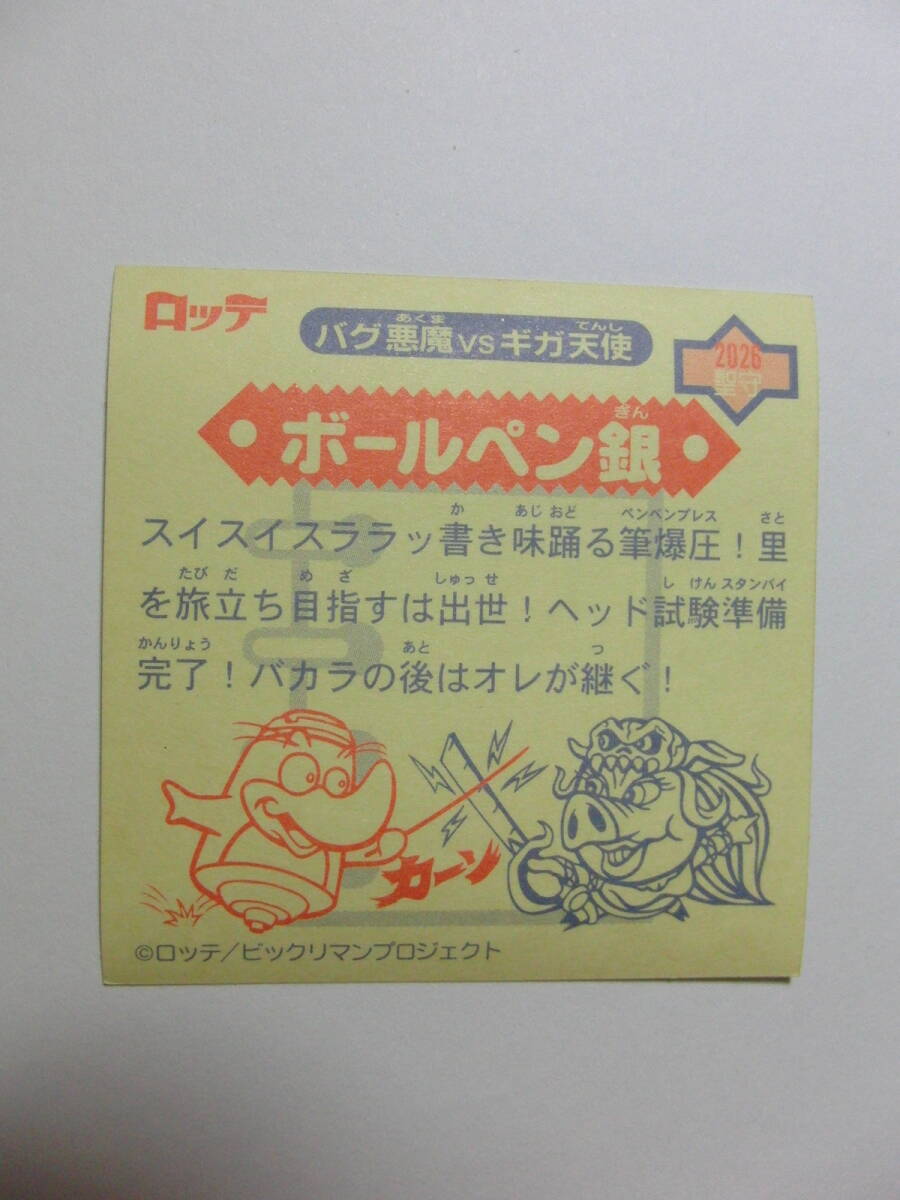 ロッテ
バグ悪魔vsギガ天使
あくま
てんし
2026
聖守
ボールペン銀
ぎん
スイスイスララッ書き味踊る筆爆圧！里
か
あじ おど
ペンペンプレス
さと
を旅立ち目指すは出世！ヘッド試験準備
たび だ
め ざ
しゅっ せ
し けん スタンバイ
完了！バカラの後はオレが継ぐ！
かんりょう
あと
つ
カーン
©ロッテ/ビックリマンプロジェクト